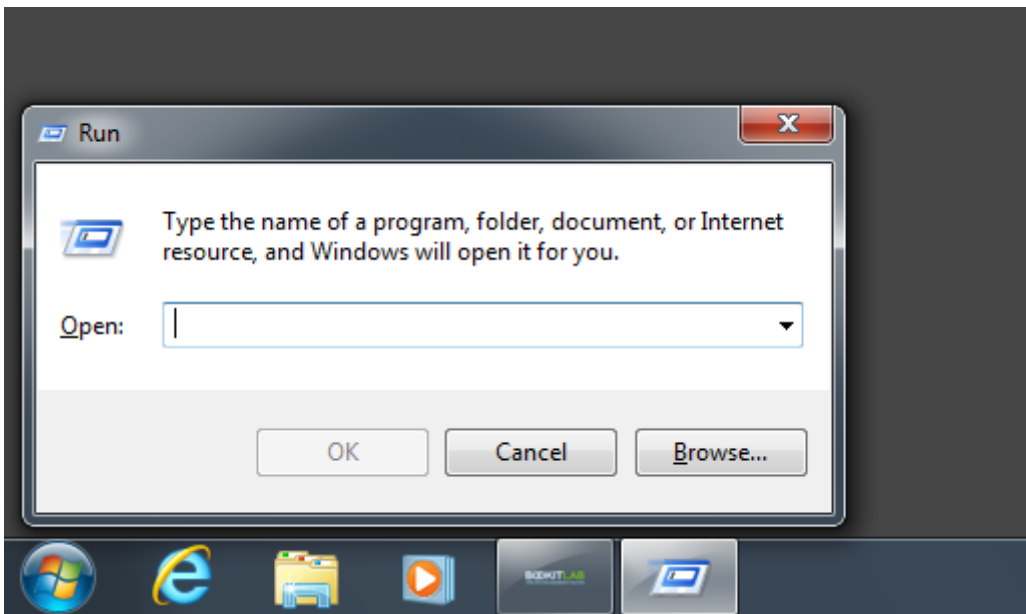 Run
Type the name of a program, folder, document, or Internet
resource, and Windows will open it for you.
Open:
OK
Cancel
Browse...
BOOKITLAB